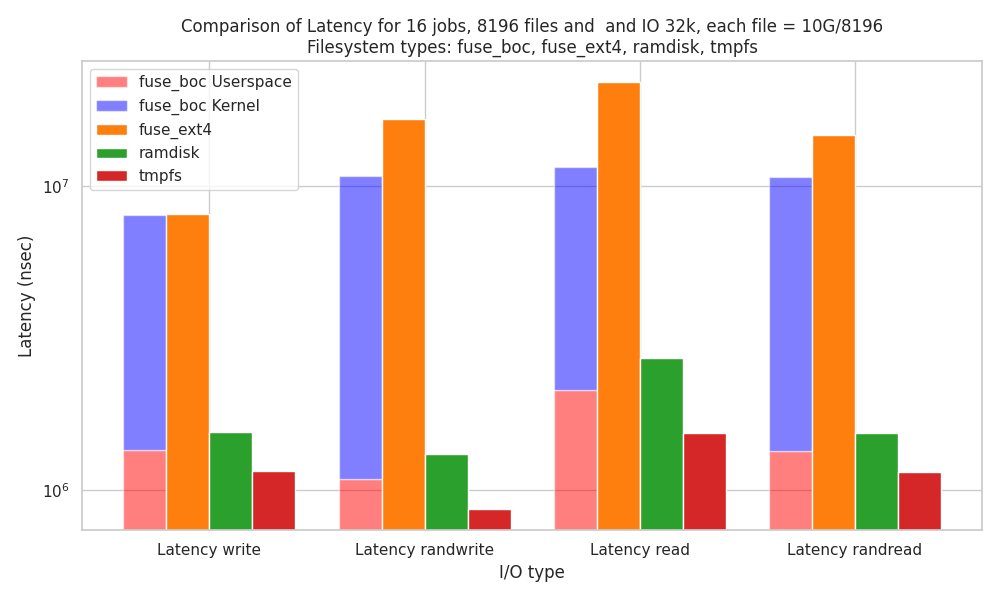 Comparison of Latency for 16 jobs, 8196 files and  and IO 32k, each file = 10G/8196
Filesystem types: fuse_boc, fuse_ext4, ramdisk, tmpfs
fuse_boc Userspace
fuse_boc Kernel
fuse_ext4
ramdisk
tmpfs
10⁷
10⁶
Latency (nsec)
Latency write
Latency randwrite
Latency read
Latency randread
I/O type